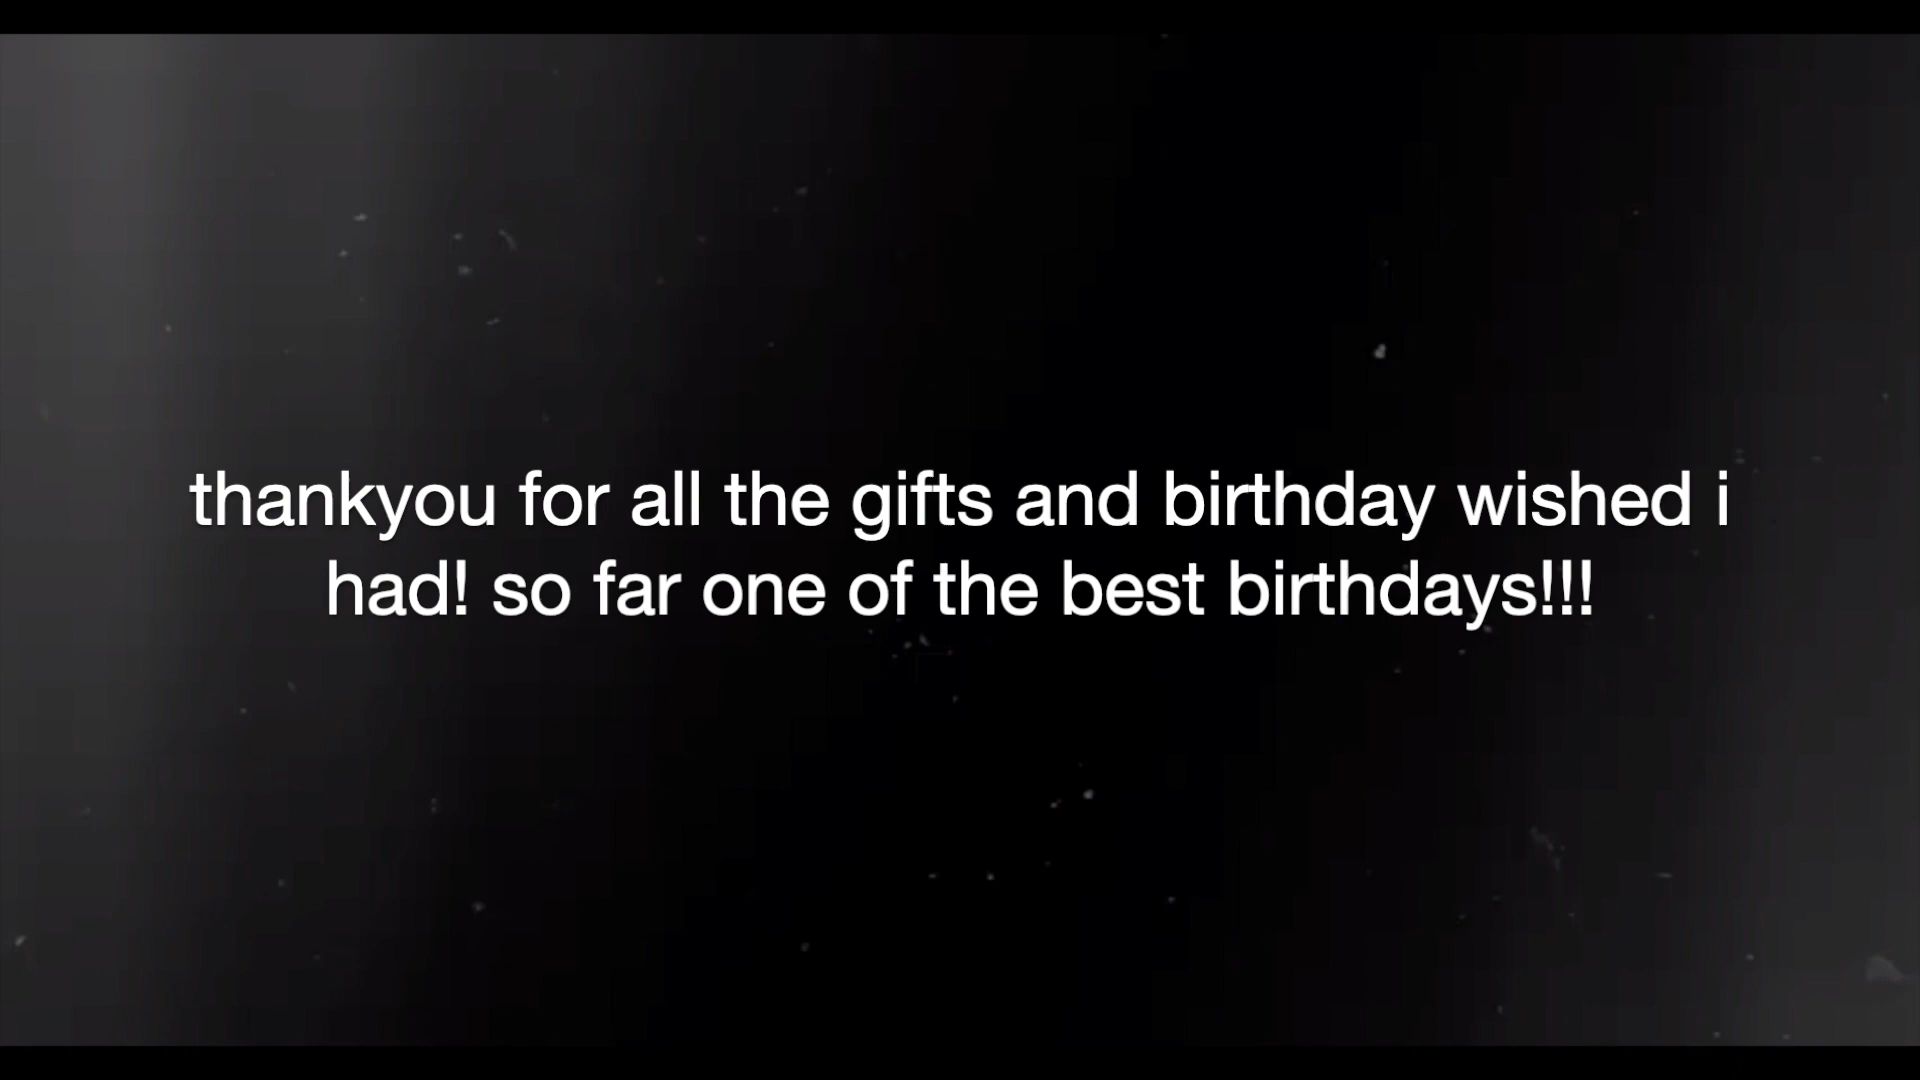 thankyou for all the gifts and birthday wished i
had! so far one of the best birthdays!!!